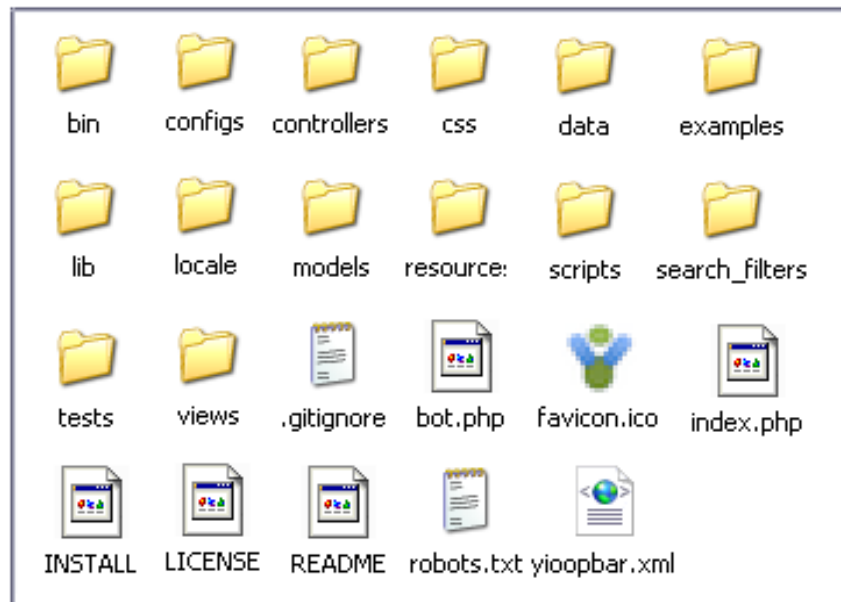 bin configs controllers css data examples
lib locale models resource: scripts search_filters
tests views .gitignore bot.php favicon.ico index.php
INSTALL LICENSE README robots.txt yioopbar.xml